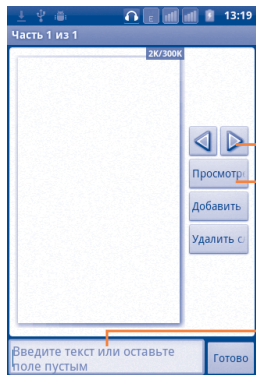 13:19
Часть 1 из 1
2K/300K
Просмотр
Добавить
Удалить с
Введите текст или оставьте
поле пустым
Готово